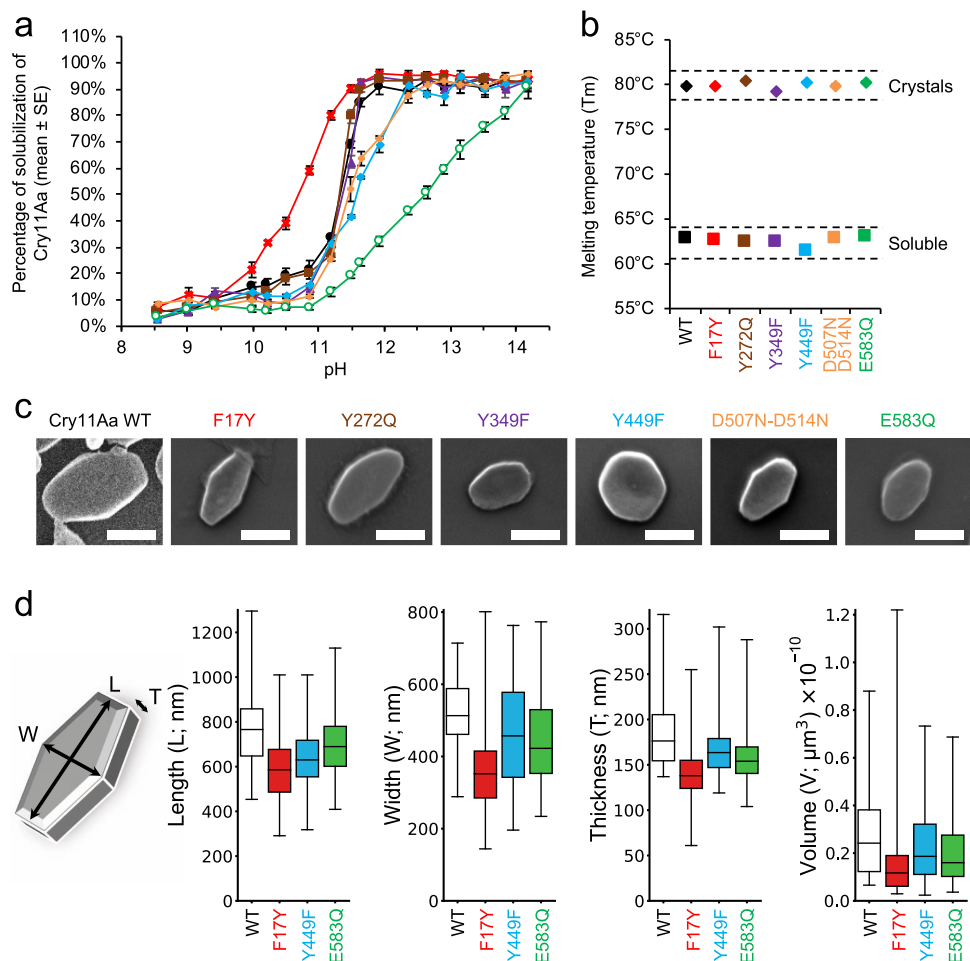 a
Percentage of solubilization of
Cry11Aa (mean ± SE)
110%
100%
90%
80%
70%
60%
50%
40%
30%
20%
10%
0%
8 9 10 11 12 13 14
pH
b
Melting temperature (Tm)
85°C
80°C
75°C
70°C
65°C
60°C
55°C
Crystals
Soluble
WT
F17Y
Y272Q
Y349F
Y449F
D507N
D514N
E583Q
c
Cry11Aa WT F17Y Y272Q Y349F Y449F D507N-D514N E583Q
d
L
T
W
Length (L; nm)
1200
1000
800
600
400
200
0
WT
F17Y
Y449F
E583Q
Width (W; nm)
800
600
400
200
0
WT
F17Y
Y449F
E583Q
Thickness (T; nm)
300
250
200
150
100
50
0
WT
F17Y
Y449F
E583Q
Volume (V; μm³) ×10⁻¹⁰
1.2
1.0
0.8
0.6
0.4
0.2
0.0
WT
F17Y
Y449F
E583Q